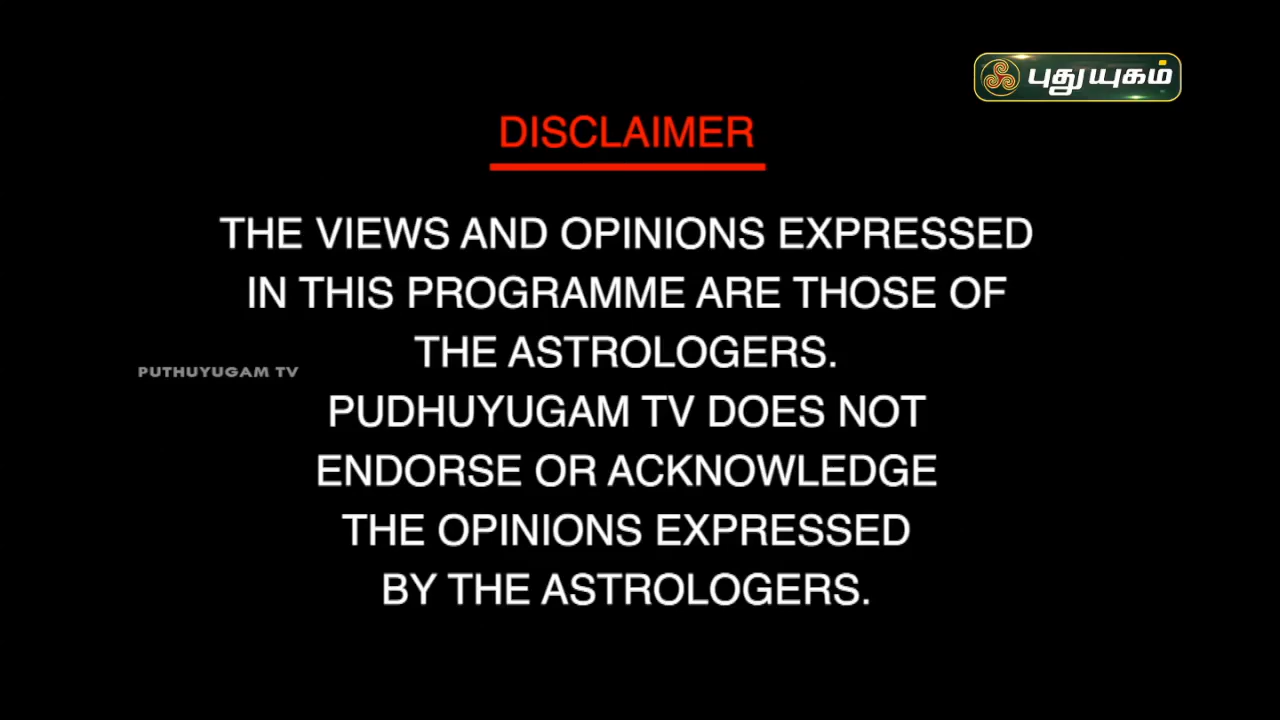 புதுயுகம்
DISCLAIMER
THE VIEWS AND OPINIONS EXPRESSED
IN THIS PROGRAMME ARE THOSE OF
THE ASTROLOGERS.
PUTHUYUGAM TV
PUDHUYUGAM TV DOES NOT
ENDORSE OR ACKNOWLEDGE
THE OPINIONS EXPRESSED
BY THE ASTROLOGERS.